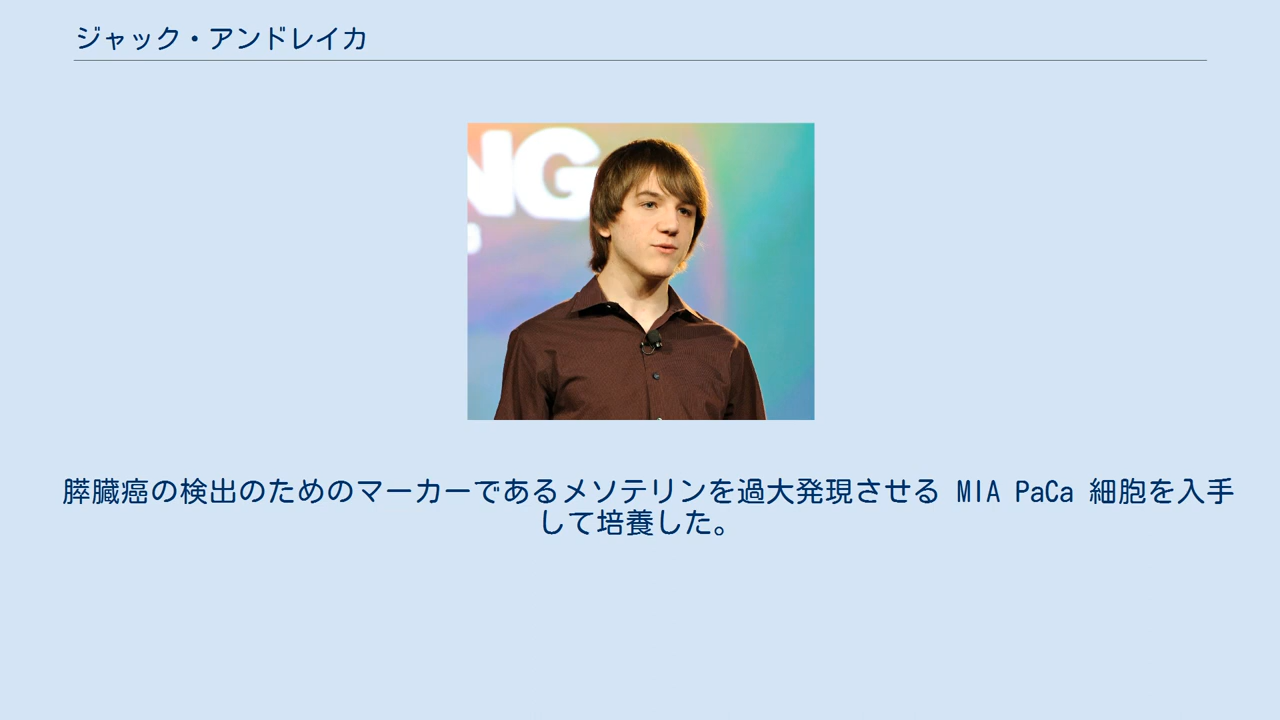 ジャック・アンドレイカ
NG
膵臓癌の検出のためのマーカーであるメソテリンを過大発現させる MIA PaCa 細胞を入手
して培養した。